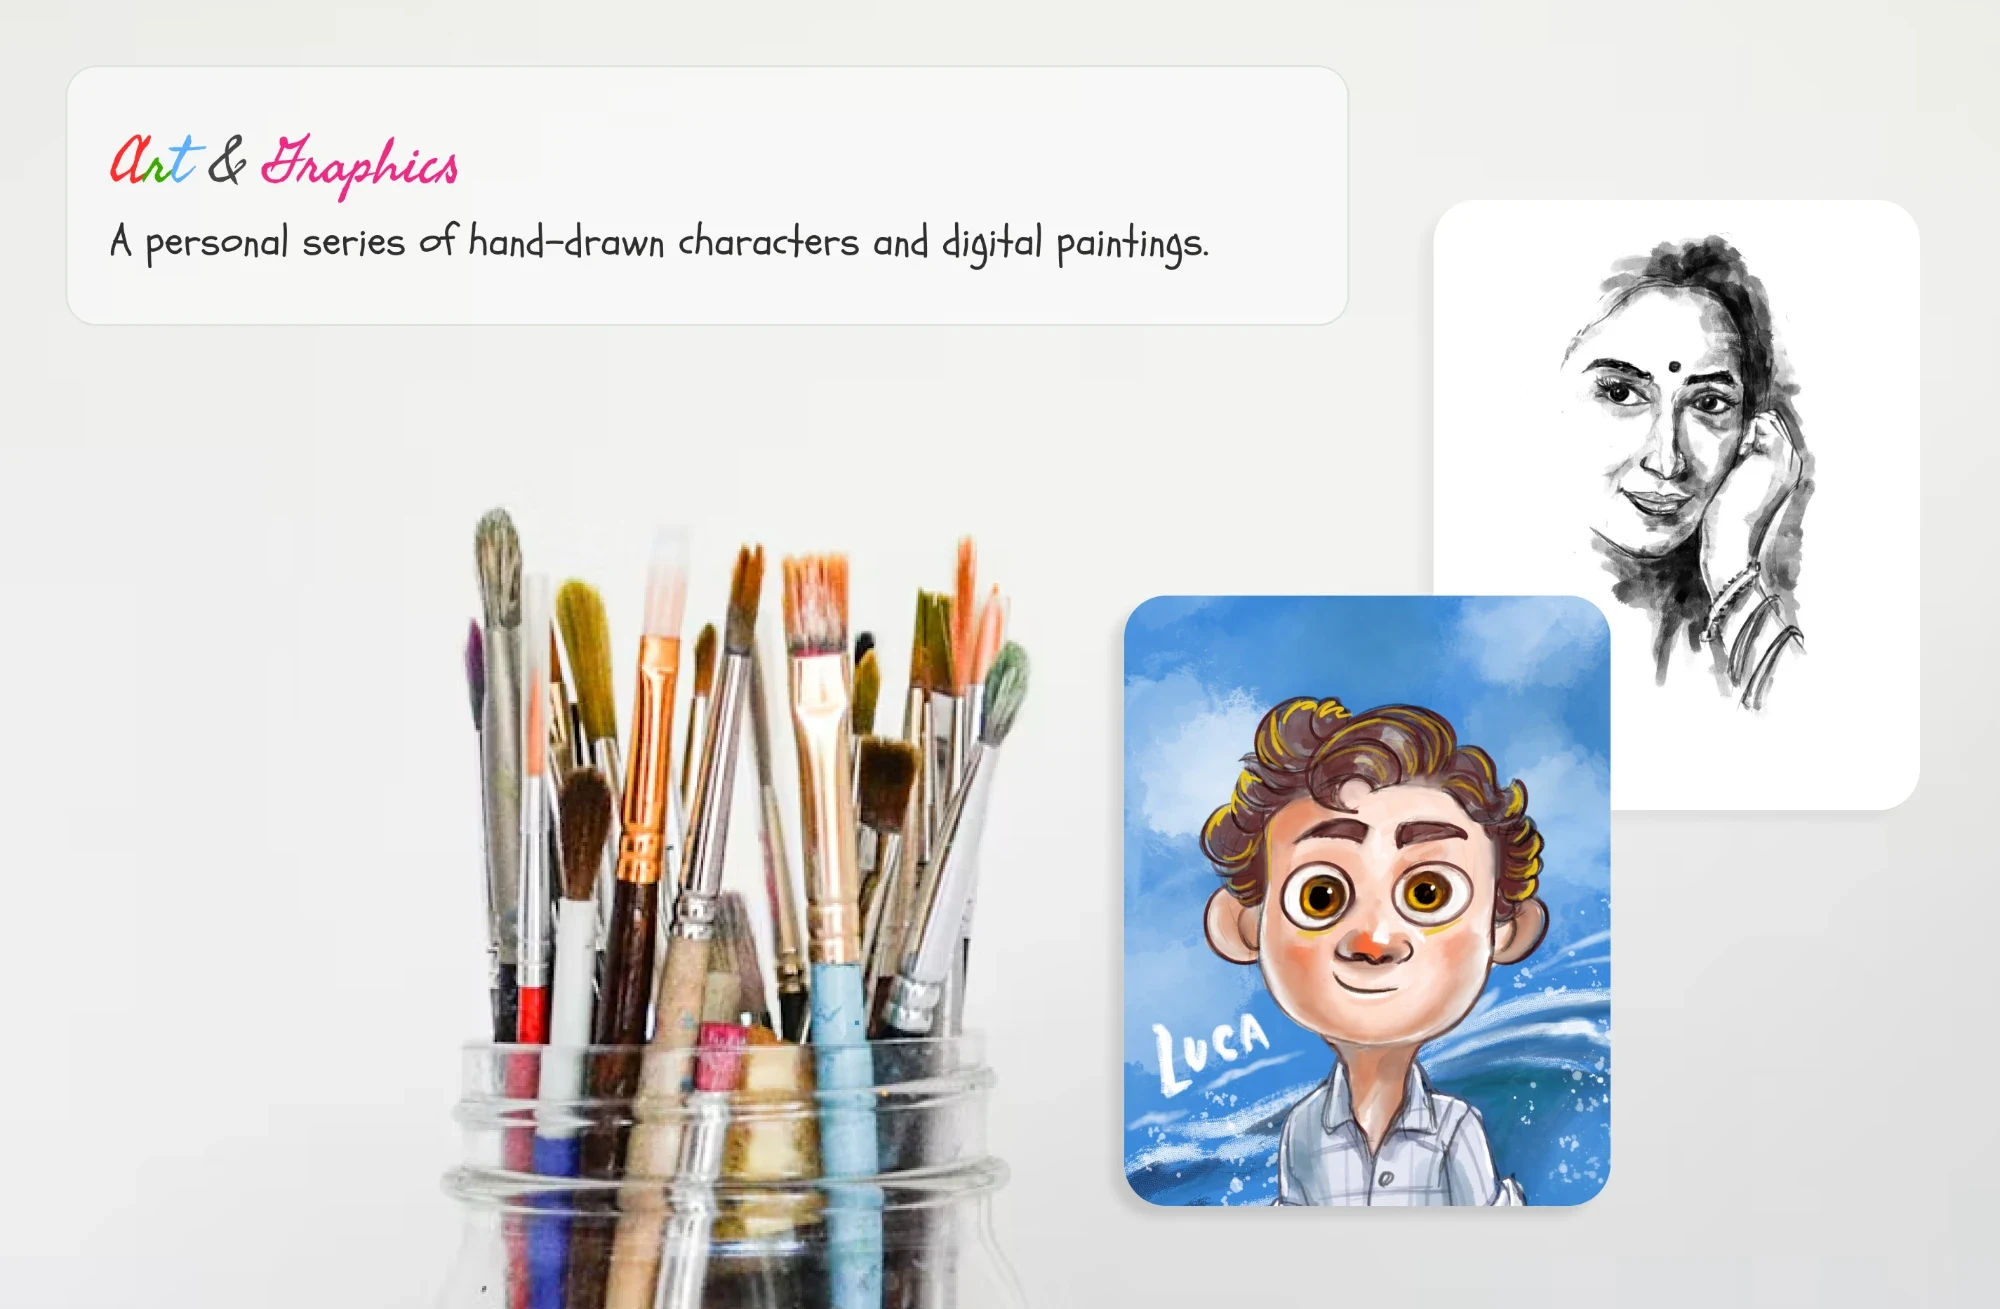 Art & Graphics
A personal series of hand-drawn characters and digital paintings.
LUCA